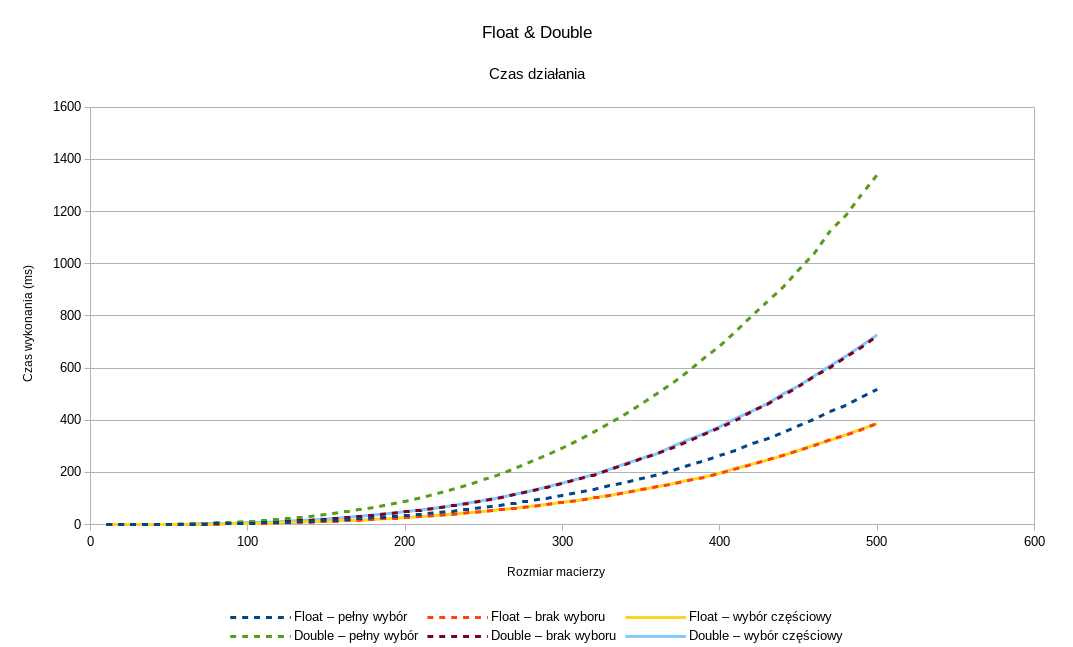 Float & Double
Czas działania
1600
1400
1200
1000
800
600
400
200
0
0 100 200 300 400 500 600
Czas wykonania (ms)
Rozmiar macierzy
Float – pełny wybór Float – brak wyboru Float – wybór częściowy
Double – pełny wybór Double – brak wyboru Double – wybór częściowy